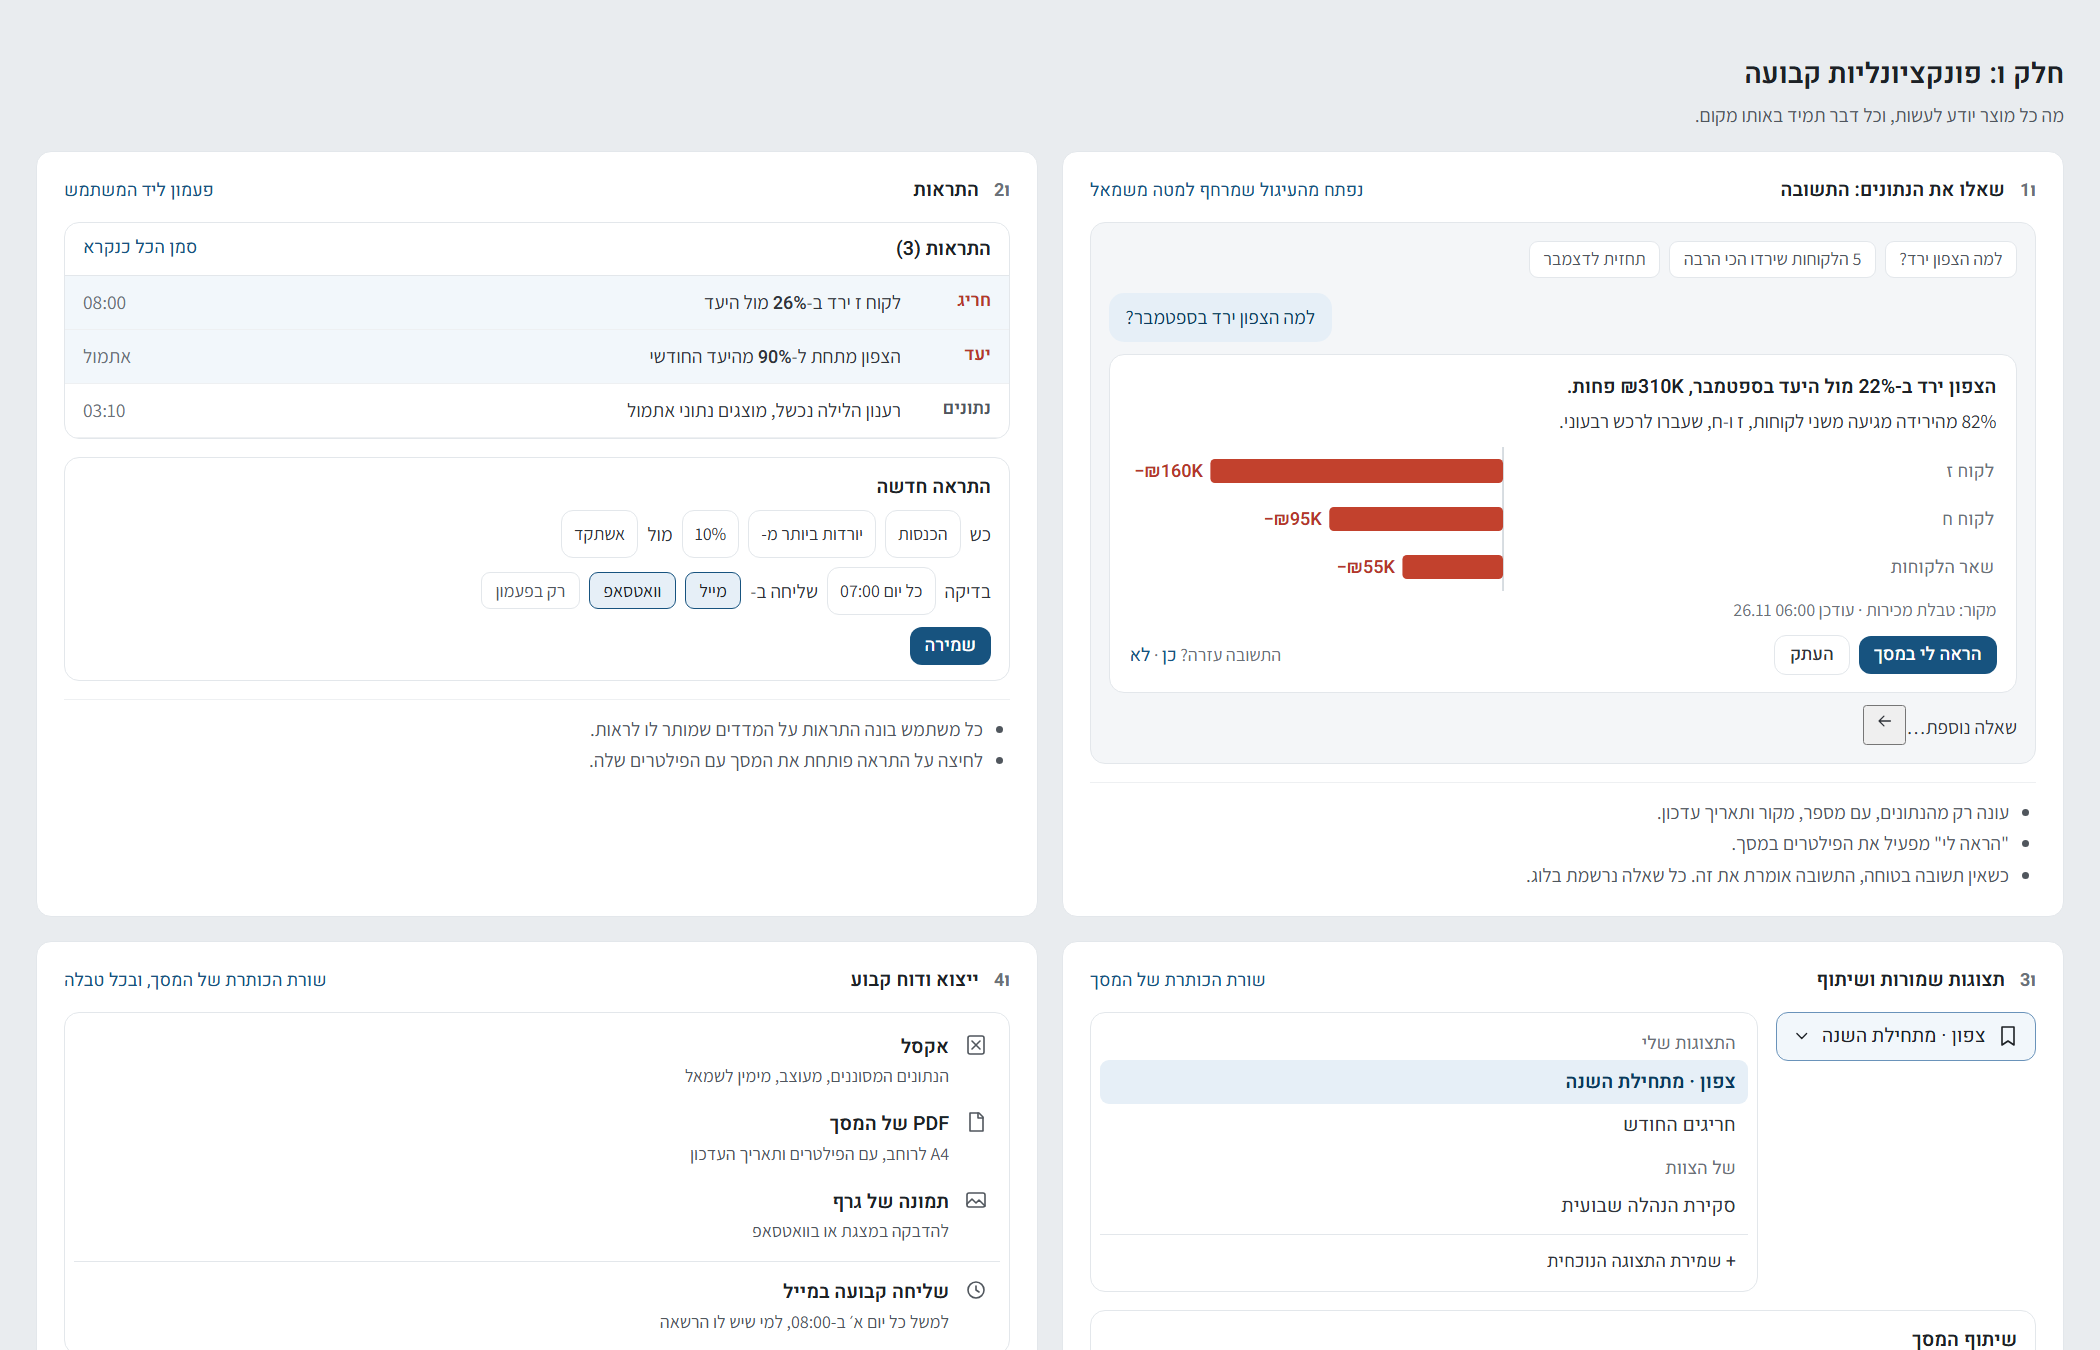 חלק ו: פונקציונליות קבועה
מה כל מוצר יודע לעשות, וכל דבר תמיד באותו מקום.
ו1 שאלו את הנתונים: התשובה
נפתח מהעיגול שמרחף למטה משמאל
למה הצפון ירד?
5 הלקוחות שירדו הכי הרבה
תחזית לדצמבר
למה הצפון ירד בספטמבר?
הצפון ירד ב-22% מול היעד בספטמבר, ₪310K פחות.
82% מהירידה מגיעה משני לקוחות, ז ו-ח, שעברו לרכש רבעוני.
לקוח ז −₪160K
לקוח ח −₪95K
שאר הלקוחות −₪55K
מקור: טבלת מכירות · עודכן 26.11 06:00
הראה לי במסך
העתק
התשובה עזרה? כן · לא
שאלה נוספת... ←
עונה רק מהנתונים, עם מספר, מקור ותאריך עדכון.
"הראה לי" מפעיל את הפילטרים במסך.
כשאין תשובה בטוחה, התשובה אומרת את זה. כל שאלה נרשמת בלוג.
ו2 התראות
פעמון ליד המשתמש
התראות (3)
סמן הכל כנקרא
חריג לקוח ז ירד ב-26% מול היעד 08:00
יעד הצפון מתחת ל-90% מהיעד החודשי אתמול
נתונים רענון הלילה נכשל, מוצגים נתוני אתמול 03:10
התראה חדשה
כש הכנסות יורדות ביותר מ- 10% מול אשתקד
בדיקה כל יום 07:00 שליחה ב- מייל וואטסאפ רק בפעמון
שמירה
כל משתמש בונה התראות על המדדים שמותר לו לראות.
לחיצה על התראה פותחת את המסך עם הפילטרים שלה.
ו3 תצוגות שמורות ושיתוף
שורת הכותרת של המסך
צפון · מתחילת השנה
התצוגות שלי
צפון · מתחילת השנה
חריגים החודש
של הצוות
סקירת הנהלה שבועית
+ שמירת התצוגה הנוכחית
שיתוף המסך
ו4 ייצוא ודוח קבוע
שורת הכותרת של המסך, ובכל טבלה
אקסל
הנתונים המסוננים, מעוצב, מימין לשמאל
PDF של המסך
A4 לרוחב, עם הפילטרים ותאריך העדכון
תמונה של גרף
להדבקה במצגת או בוואטסאפ
שליחה קבועה במייל
למשל כל יום א׳ ב-08:00, למי שיש לו הרשאה